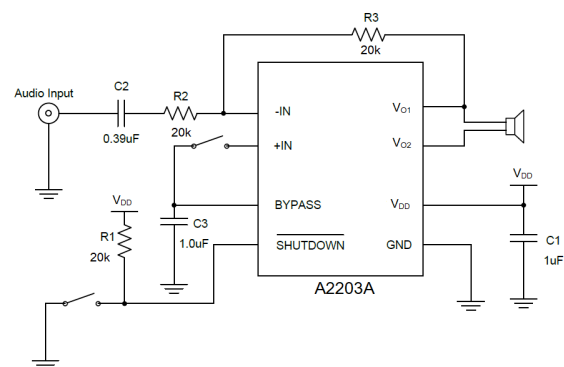 R3
20k
Audio Input
C2
0.39uF
R2
20k
-IN
+IN
BYPASS
SHUTDOWN
VO1
VO2
VDD
GND
A2203A
VDD
R1
20k
C3
1.0uF
VDD
C1
1uF